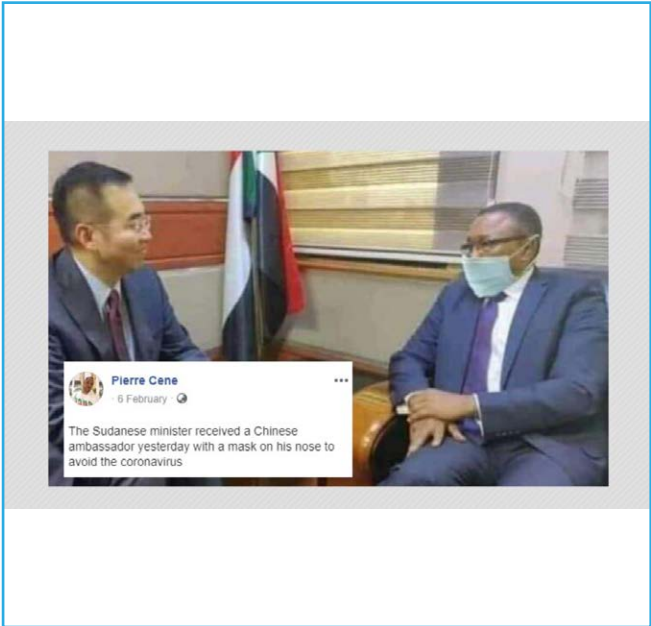 Pierre Cene
· 6 February ·
The Sudanese minister received a Chinese
ambassador yesterday with a mask on his nose to
avoid the coronavirus